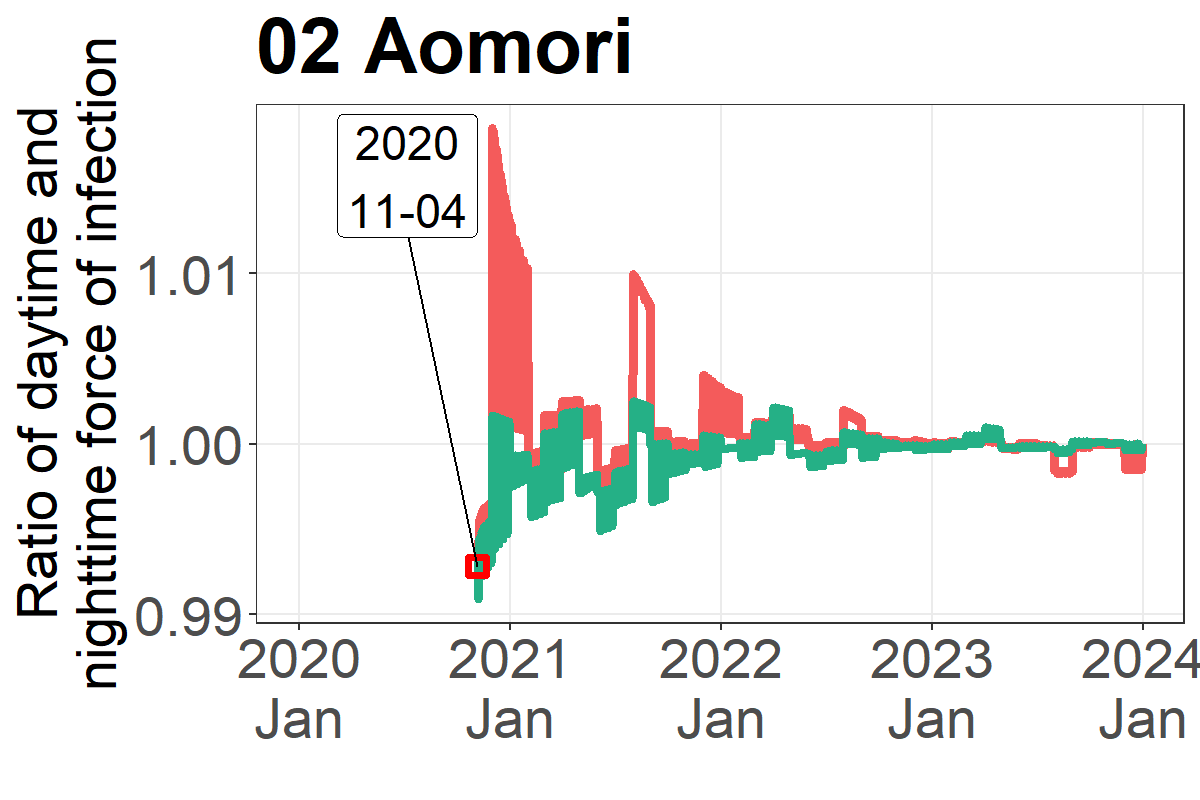 02 Aomori
Ratio of daytime and
nighttime force of infection
2020
11-04
1.01
1.00
0.99
2020
Jan
2021
Jan
2022
Jan
2023
Jan
2024
Jan